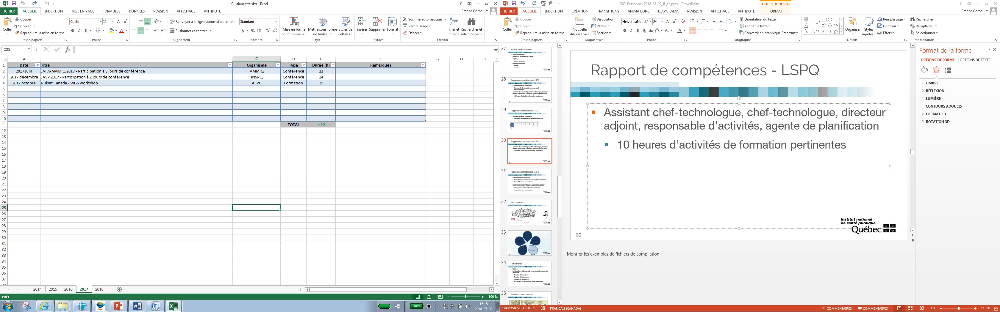 C.Lalancette.xlsx - Excel
FICHIER ACCUEIL INSERTION MISE EN PAGE FORMULES DONNÉES RÉVISION AFFICHAGE ANTIDOTE France Corbeil
Coller
Couper
Copier
Reproduire la mise en forme
Presse-papiers
Calibri 11
G I S
Police
Renvoyer à la ligne automatiquement
Fusionner et centrer
Alignement
Standard
$ % 000
Nombre
Mise en forme conditionnelle
Mettre sous forme de tableau
Styles de cellules
Style
Insérer Supprimer Format
Cellules
Somme automatique
Remplissage
Effacer
Trier et filtrer
Rechercher et sélectionner
Édition
C25
A B C D E F G H I
1 Date Titre Organisme Type Durée (h) Remarques
2 2017 juin JAFA-AMMIQ 2017 - Participation à 3 jours de conférence AMMIQ Conférence 21
3 2017 décembre JASP 2017 - Participation à 2 jours de conférence INSPQ Conférence 14
4 2017 octobre Pulset Canada - WGS workshop ASPC Formation 15
5
6
7
8
9
10
11 TOTAL > 10
12
13
14
15
16
17
18
19
20
21
22
23
24
25
26
27
28
29
30
31
32
33
34
35
36
37
38
2014 2015 2016 2017 2018
PRÊT
100 %
100%
15:15
2018-07-30
ISO-Personnel-2018-08-29_JL_fc.pptx - PowerPoint
OUTILS DE DESSIN
FICHIER ACCUEIL INSERTION CRÉATION TRANSITIONS ANIMATIONS DIAPORAMA RÉVISION AFFICHAGE ANTIDOTE FORMAT France Corbeil
Coller
Couper
Copier
Reproduire la mise en forme
Presse-papiers
Nouvelle diapositive
Disposition
Rétablir
Section
Diapositives
HelveticaNeueL 24
G I S S abc AV Aa A
Police
Orientation du texte
Aligner le texte
Convertir en graphique SmartArt
Paragraphe
Organiser
Styles rapides
Remplissage
Contour
Effets
Dessin
Rechercher
Remplacer
Sélectionner
Modification
27
Succès d'une évaluation
28
Rapport de compétences - LSPQ
29
Rapport de compétences - LSPQ
30
Rapport de compétences - LSPQ
31
Rapport de compétences - LSPQ
32
Ne pas oublier...
33
34
Performance
35
Performance/rendement
Rapport de compétences - LSPQ
Assistant chef-technologue, chef-technologue, directeur
adjoint, responsable d'activités, agente de planification
10 heures d’activités de formation pertinentes
Institut national
de santé publique
Québec
30
Montrer les exemples de fichiers de compilation
Format de la forme
OPTIONS DE FORME OPTIONS DE TEXTE
OMBRE
RÉFLEXION
LUMIÈRE
CONTOURS ADOUCIS
FORMAT 3D
ROTATION 3D
DIAPOSITIVE 30 DE 51 FRANÇAIS (CANADA) COMMENTAIRES COMMENTAIRES 118 %